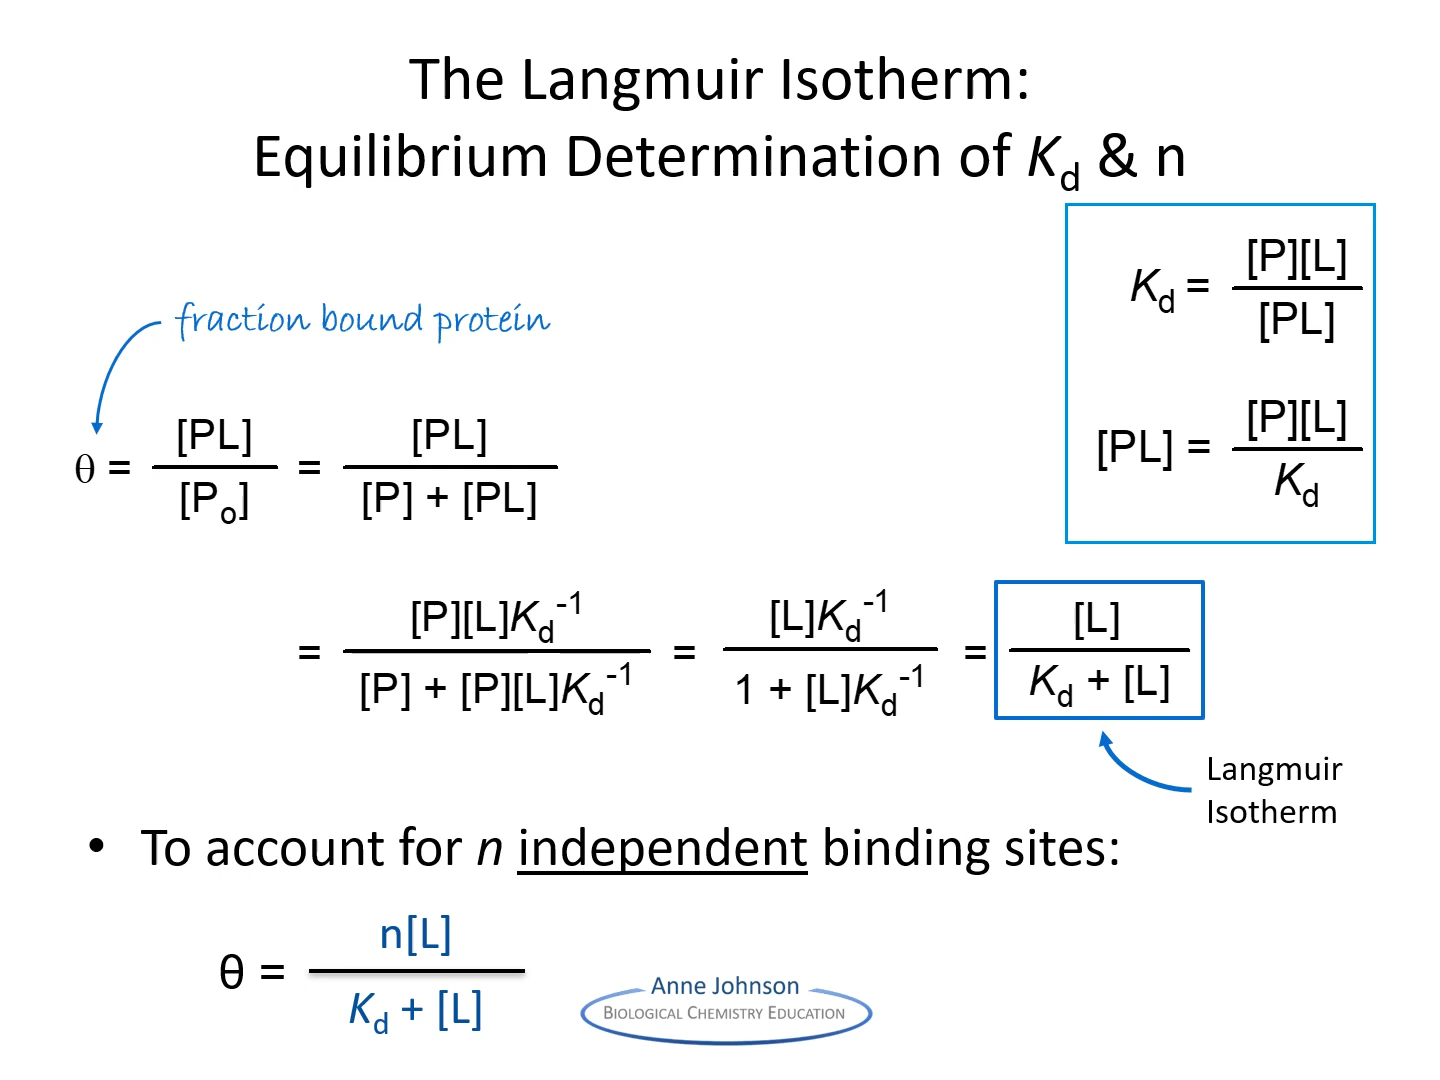 The Langmuir Isotherm:
Equilibrium Determination of Kd & n
Kd = [P][L] / [PL]
[PL] = [P][L] / Kd
fraction bound protein
θ = [PL] / [Po] = [PL] / [P] + [PL]
= [P][L]Kd⁻¹ / [P] + [P][L]Kd⁻¹ = [L]Kd⁻¹ / 1 + [L]Kd⁻¹ = [L] / Kd + [L]
Langmuir
Isotherm
• To account for n independent binding sites:
θ = n[L] / Kd + [L]
Anne Johnson
BIOLOGICAL CHEMISTRY EDUCATION